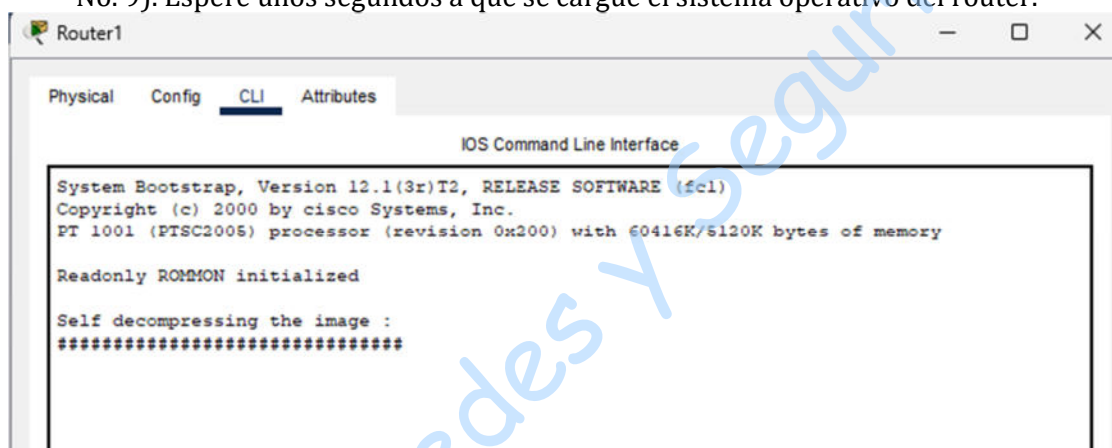 No. 9). Espere unos segundos a que se cargue el sistema operativo del router.
Router1
Physical Config CLI Attributes
IOS Command Line Interface
System Bootstrap, Version 12.1(3r)T2, RELEASE SOFTWARE (fc1)
Copyright (c) 2000 by cisco Systems, Inc.
PT 1001 (PTSC2005) processor (revision 0x200) with 60416K/5120K bytes of memory
Readonly ROMMON initialized
Self decompressing the image :
###############################
edes y Seguri